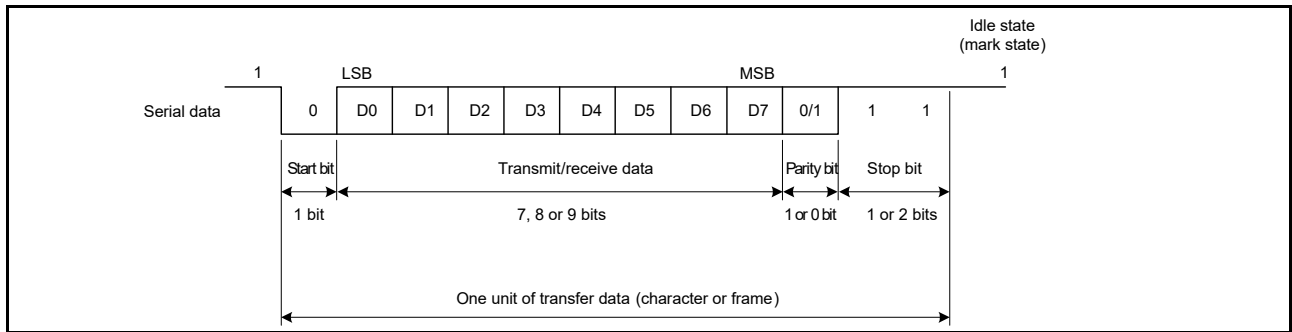 Idle state
(mark state)
1 LSB MSB 1
Serial data 0 D0 D1 D2 D3 D4 D5 D6 D7 0/1 1 1
Start bit Transmit/receive data Parity bit Stop bit
1 bit 7, 8 or 9 bits 1 or 0 bit 1 or 2 bits
One unit of transfer data (character or frame)